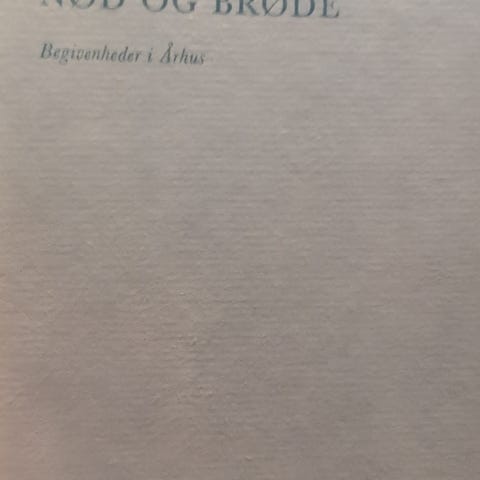 NØD OG BRØDE
Begivenheder i Århus